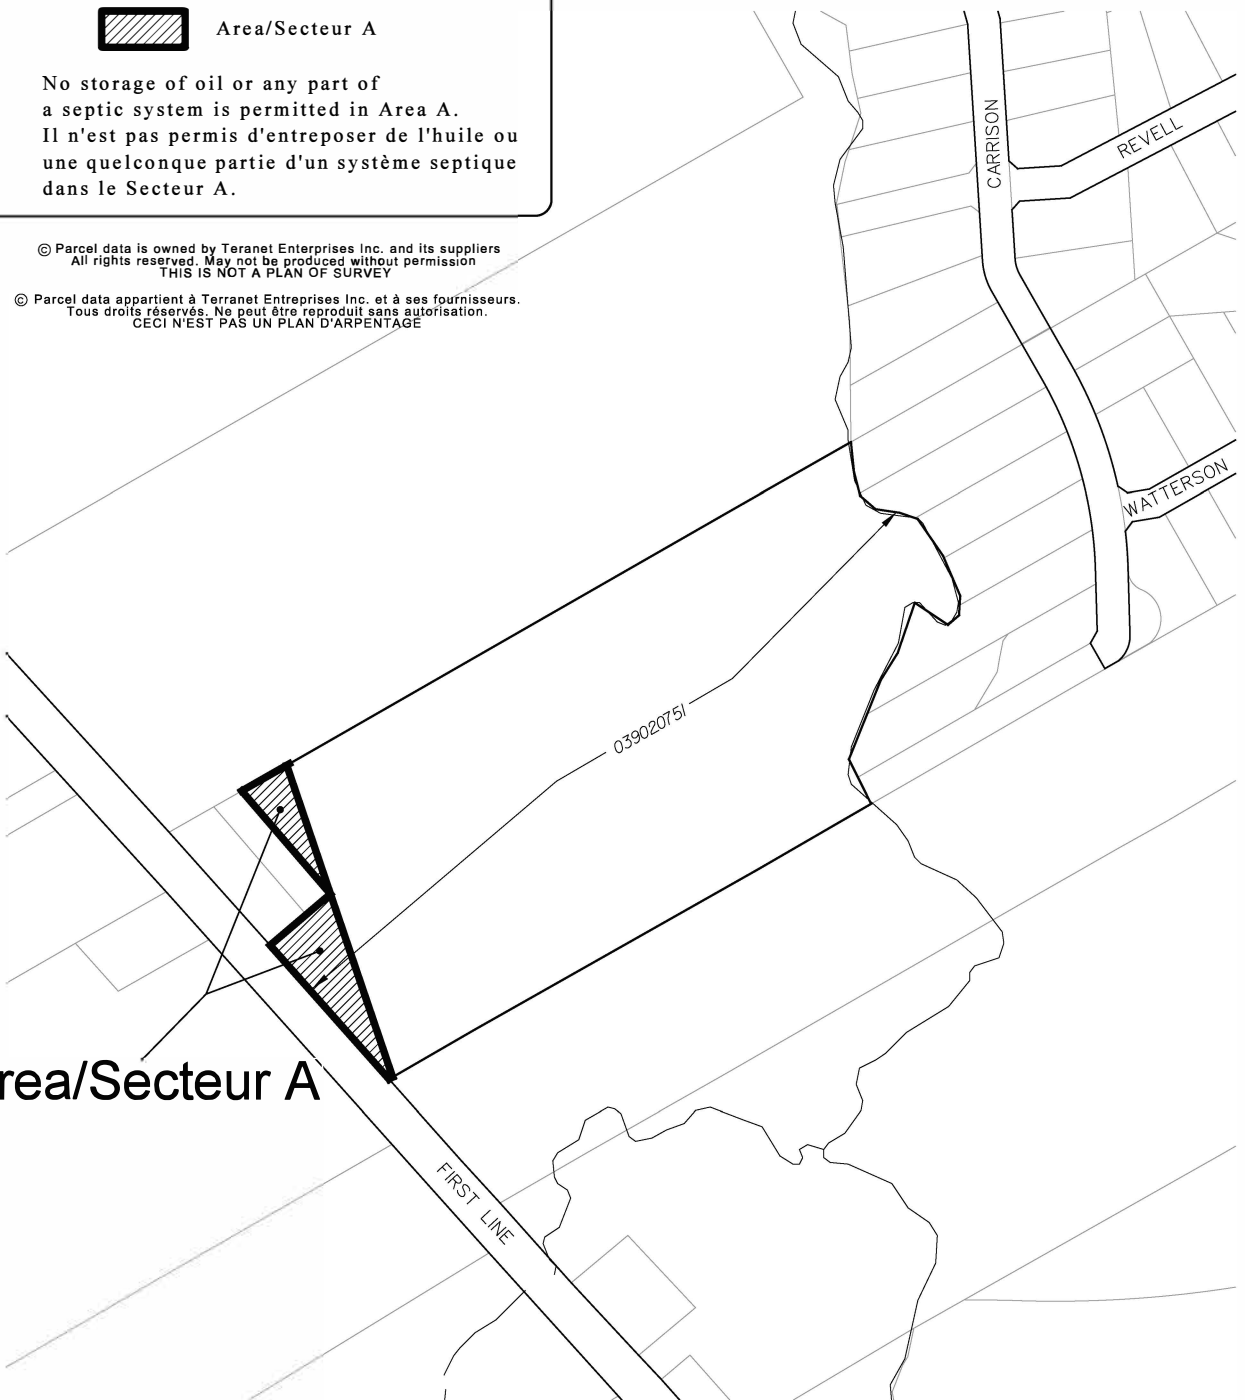 Area/Secteur A
No storage of oil or any part of
a septic system is permitted in Area A.
Il n'est pas permis d'entreposer de l'huile ou
une quelconque partie d'un système septique
dans le Secteur A.
© Parcel data is owned by Teranet Enterprises Inc. and its suppliers
All rights reserved. May not be produced without permission
THIS IS NOT A PLAN OF SURVEY
© Parcel data appartient à Terranet Entreprises Inc. et à ses fournisseurs.
Tous droits réservés. Ne peut être reproduit sans autorisation.
CECI N'EST PAS UN PLAN D'ARPENTAGE
CARRISON
REVELL
WATTERSON
039020751
rea/Secteur A
FIRST LINE